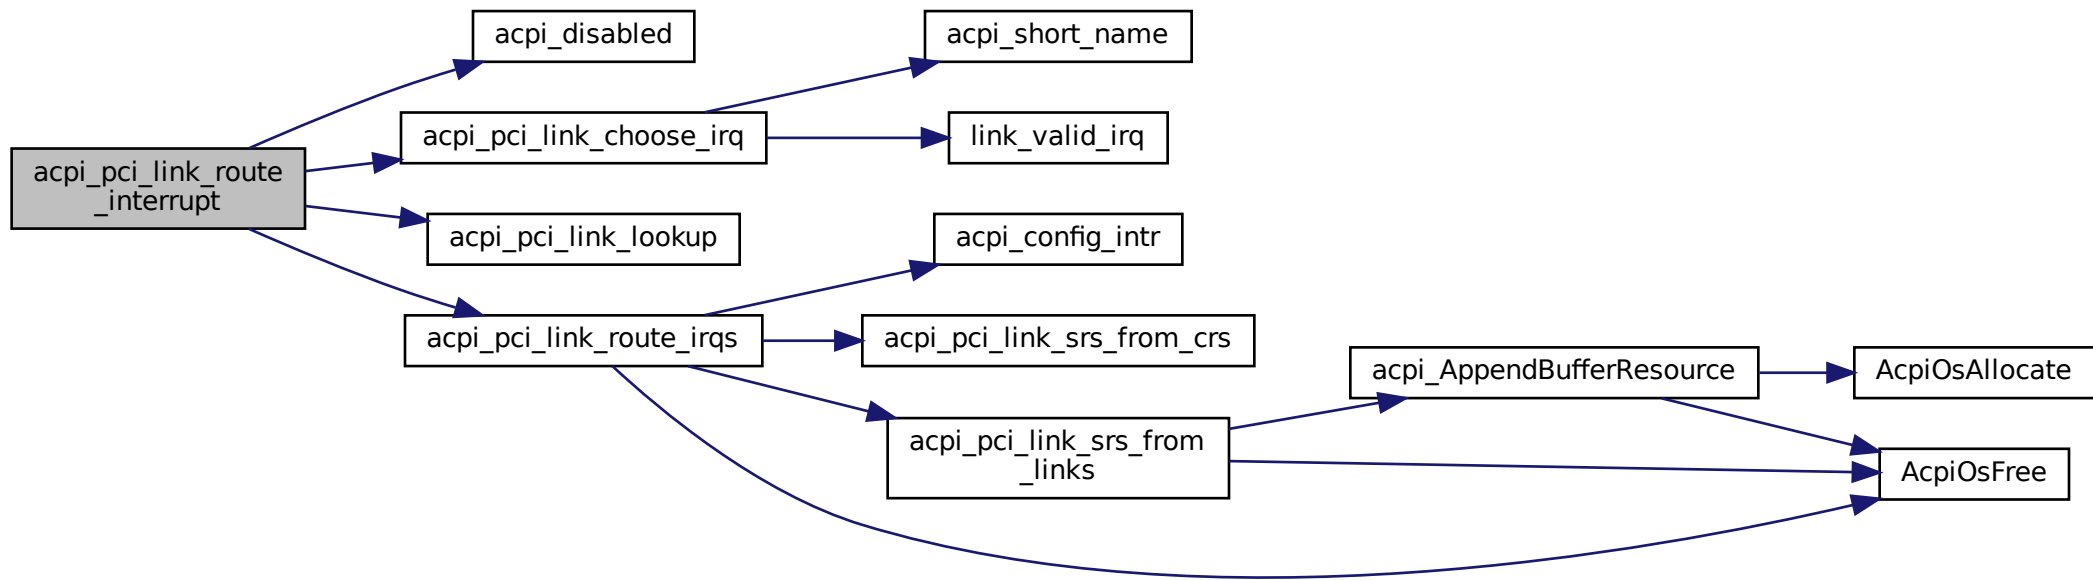 acpi_pci_link_route
_interrupt
acpi_disabled
acpi_pci_link_choose_irq
acpi_short_name
link_valid_irq
acpi_pci_link_lookup
acpi_pci_link_route_irqs
acpi_config_intr
acpi_pci_link_srs_from_crs
acpi_pci_link_srs_from
_links
acpi_AppendBufferResource
AcpiOsAllocate
AcpiOsFree